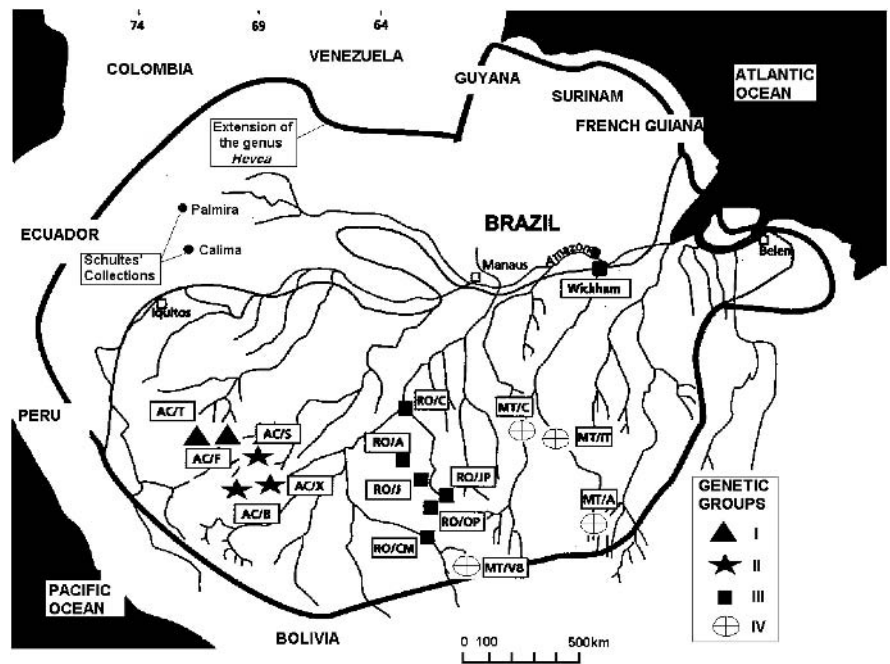 74 69 64
VENEZUELA
COLOMBIA
GUYANA
SURINAM
FRENCH GUIANA
ATLANTIC
OCEAN
Extension of
the genus
Hevea
Palmira
BRAZIL
ECUADOR
Calima
Schultes'
Collections
Manaus
Amazone
Belem
Wickham
Iquitos
PERU
AC/T
AC/S
AC/F
AC/X
AC/B
RO/C
RO/A
RO/J
RO/JP
RO/OP
RO/CM
MT/C
MT/IT
MT/A
MT/VB
GENETIC
GROUPS
I
II
III
IV
PACIFIC
OCEAN
BOLIVIA
0 100 500km